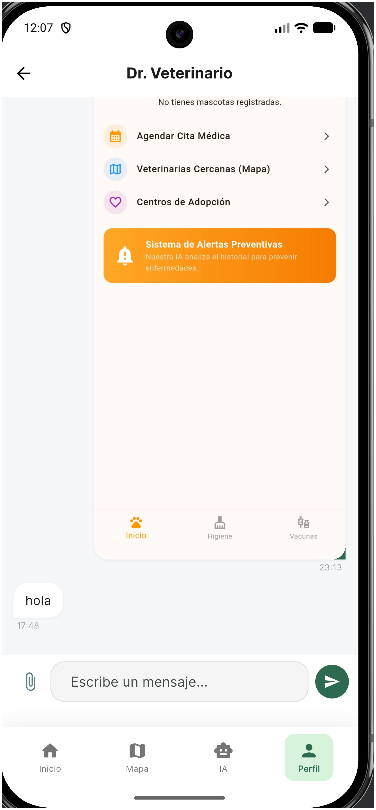 12:07
Dr. Veterinario
No tienes mascotas registradas.
Agendar Cita Médica
Veterinarias Cercanas (Mapa)
Centros de Adopción
Sistema de Alertas Preventivas
Nuestra IA analiza el historial para prevenir
enfermedades.
Inicio
Higiene
Vacunas
23:13
hola
17:48
Escribe un mensaje...
Inicio
Mapa
IA
Perfil